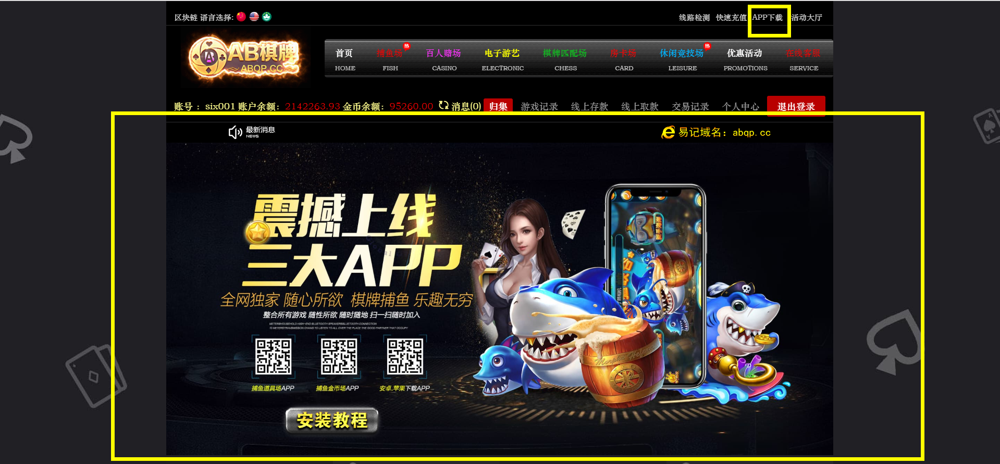 区块链 语言选择:
线路检测 快速充值 APP下载 活动大厅
AB棋牌
ABQP.CC
首页 捕鱼场 热 百人赌场 电子游艺 棋牌匹配场 房卡场 休闲竞技场 热 优惠活动 在线客服
HOME FISH CASINO ELECTRONIC CHESS CARD LEISURE PROMOTIONS SERVICE
账号 : six001 账户余额: 2142263.93 金币余额: 95260.00 消息(0) 归集 游戏记录 线上存款 线上取款 交易记录 个人中心 退出登录
最新消息
NEWS
易记域名: abqp.cc
震撼上线
三大APP
全网独家 随心所欲 棋牌捕鱼 乐趣无穷
整合所有游戏 随性所欲 随时随地 扫一扫随时加入
METERSHOUSEHOLD HIGH-END BLUETOOTH SPEAKERSBLUETOOTH CONNECTION
10 METERSTRANSMISSION CHANG TO LISTEN TO ALL OVER THE PLACE THE GOOD PARTNER THAT OCCUPY
捕鱼道具场APP 捕鱼金币场APP 安卓.苹果下载APP
安装教程